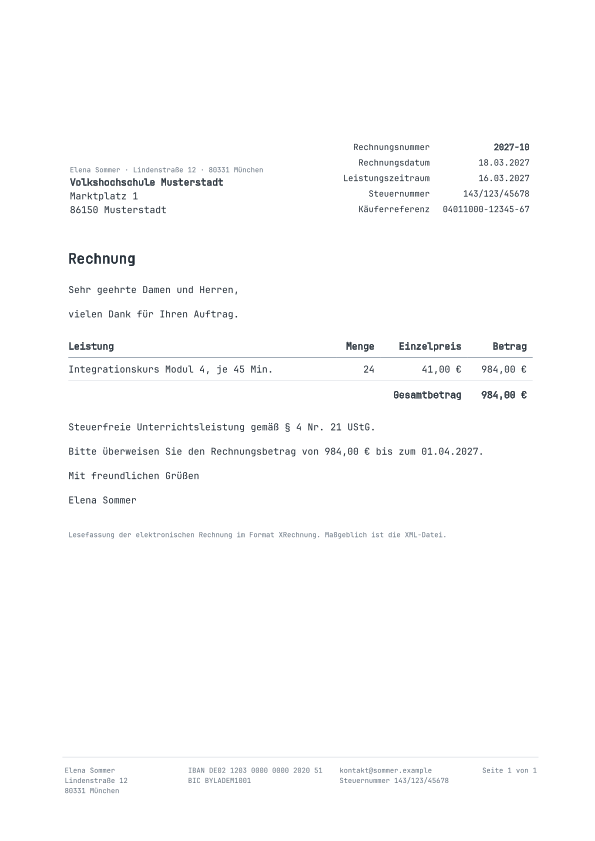 Rechnungsnummer 2027-10
Rechnungsdatum 18.03.2027
Leistungszeitraum 16.03.2027
Steuernummer 143/123/45678
Käuferreferenz 04011000-12345-67
Elena Sommer · Lindenstraße 12 · 80331 München
Volkshochschule Musterstadt
Marktplatz 1
86150 Musterstadt
Rechnung
Sehr geehrte Damen und Herren,
vielen Dank für Ihren Auftrag.
Leistung Menge Einzelpreis Betrag
Integrationskurs Modul 4, je 45 Min. 24 41,00 € 984,00 €
Gesamtbetrag 984,00 €
Steuerfreie Unterrichtsleistung gemäß § 4 Nr. 21 UStG.
Bitte überweisen Sie den Rechnungsbetrag von 984,00 € bis zum 01.04.2027.
Mit freundlichen Grüßen
Elena Sommer
Lesefassung der elektronischen Rechnung im Format XRechnung. Maßgeblich ist die XML-Datei.
Elena Sommer IBAN DE02 1203 0000 0000 2020 51 kontakt@sommer.example Seite 1 von 1
Lindenstraße 12 BIC BYLADEM1001 Steuernummer 143/123/45678
80331 München